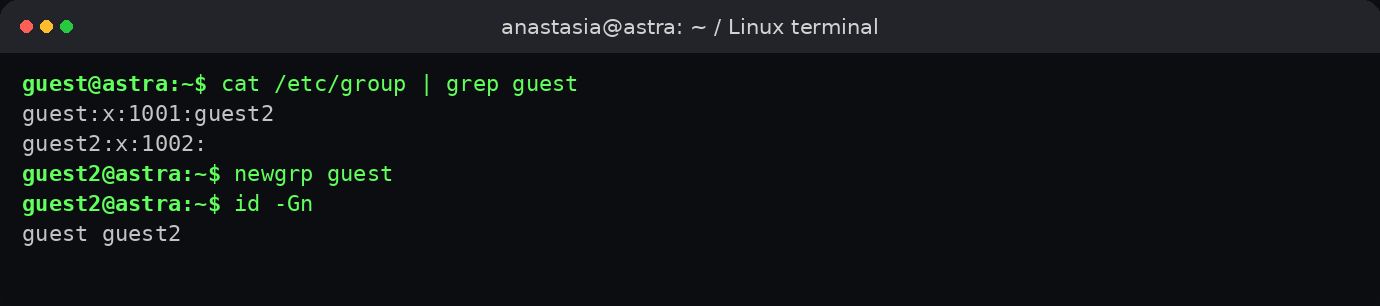 anastasia@astra: ~ / Linux terminal
guest@astra:~$ cat /etc/group | grep guest
guest:x:1001:guest2
guest2:x:1002:
guest2@astra:~$ newgrp guest
guest2@astra:~$ id -Gn
guest guest2